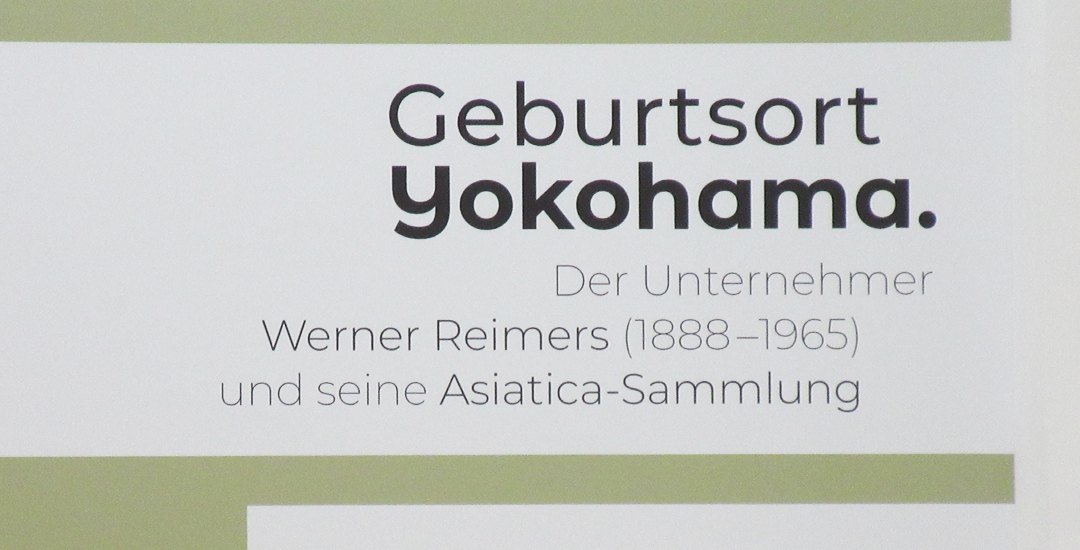 Geburtsort
Yokohama.
Der Unternehmer
Werner Reimers (1888–1965)
und seine Asiatica-Sammlung